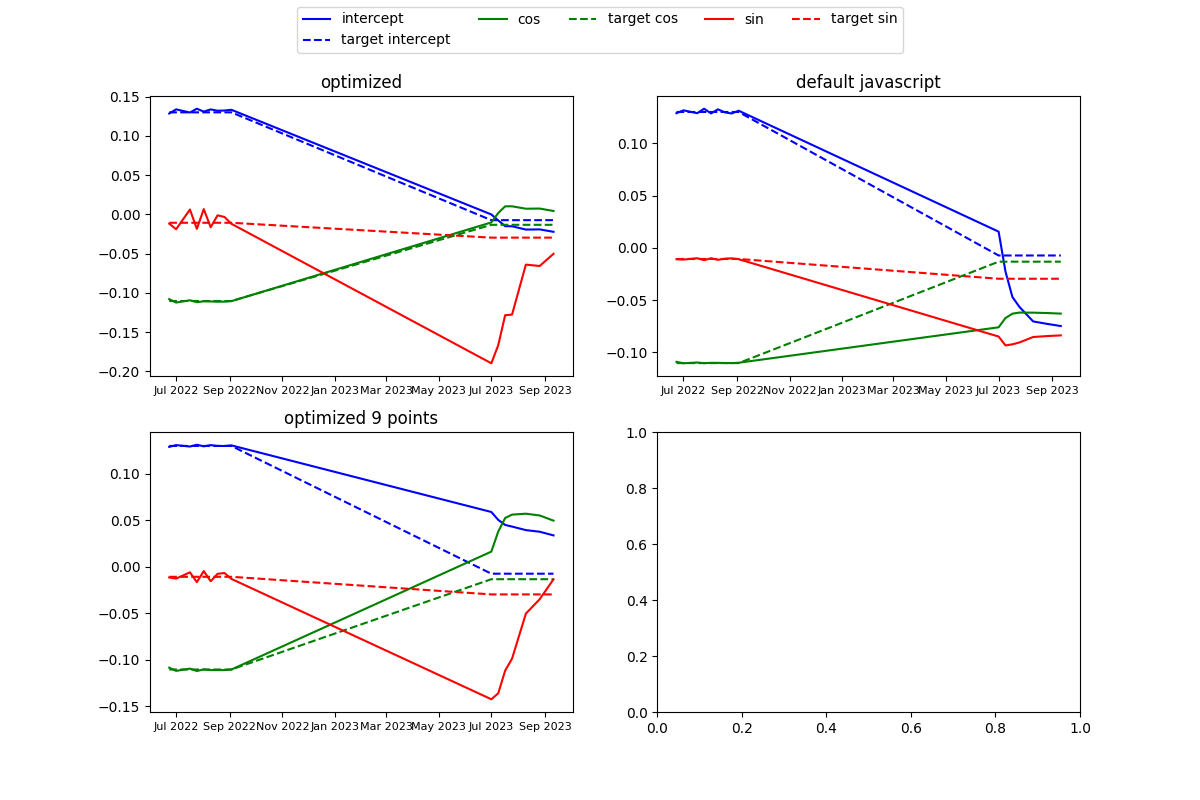 intercept cos target cos sin target sin
target intercept
optimized
0.15
0.10
0.05
0.00
−0.05
−0.10
−0.15
−0.20
Jul 2022 Sep 2022 Nov 2022 Jan 2023 Mar 2023 May 2023 Jul 2023 Sep 2023
default javascript
0.10
0.05
0.00
−0.05
−0.10
Jul 2022 Sep 2022 Nov 2022 Jan 2023 Mar 2023 May 2023 Jul 2023 Sep 2023
optimized 9 points
0.10
0.05
0.00
−0.05
−0.10
−0.15
Jul 2022 Sep 2022 Nov 2022 Jan 2023 Mar 2023 May 2023 Jul 2023 Sep 2023
1.0
0.8
0.6
0.4
0.2
0.0
0.0 0.2 0.4 0.6 0.8 1.0